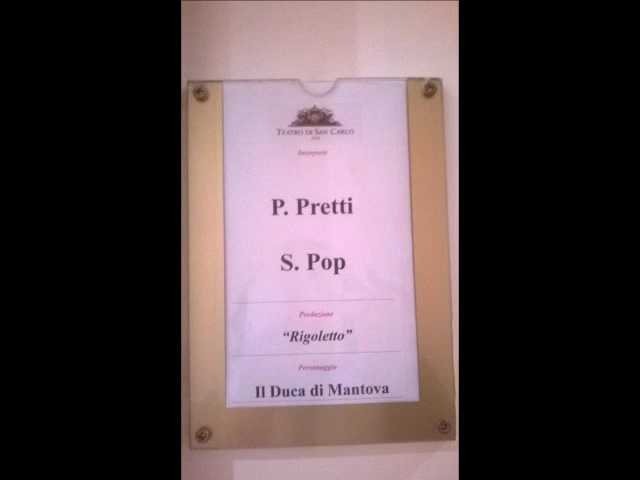 TEATRO DI SAN CARLO
Interprete
P. Pretti
S. Pop
Produzione
“Rigoletto”
Personaggio
Il Duca di Mantova